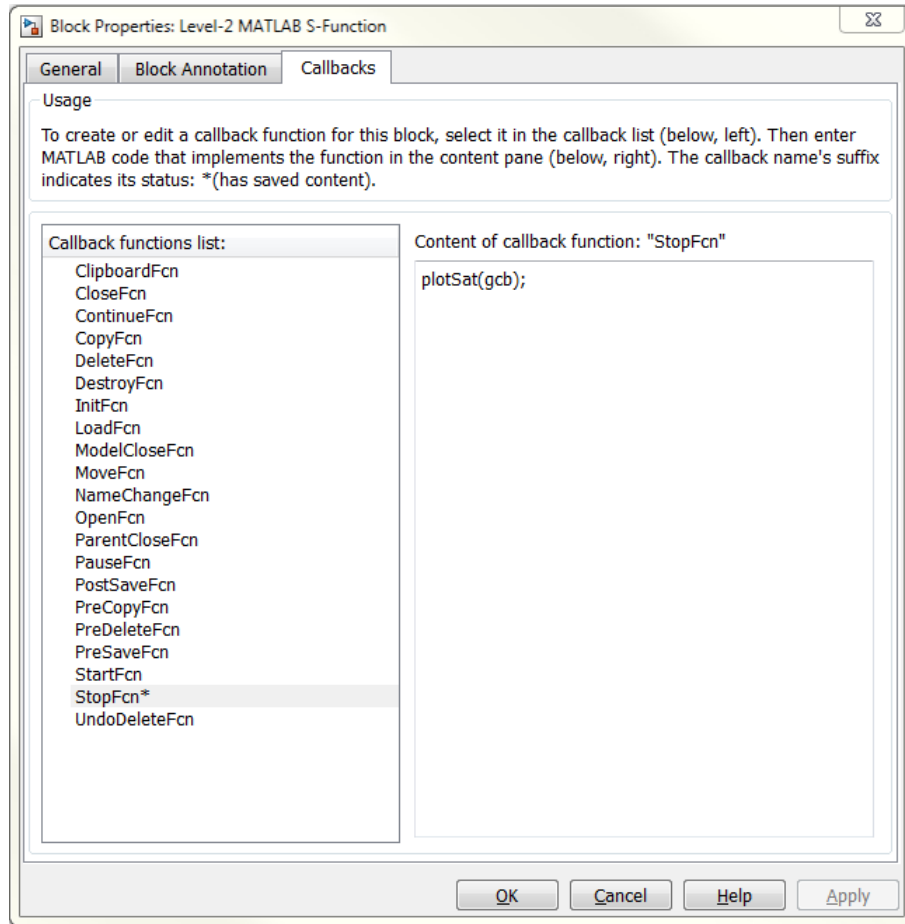 Block Properties: Level-2 MATLAB S-Function
General Block Annotation Callbacks
Usage
To create or edit a callback function for this block, select it in the callback list (below, left). Then enter
MATLAB code that implements the function in the content pane (below, right). The callback name's suffix
indicates its status: *(has saved content).
Callback functions list:
ClipboardFcn
CloseFcn
ContinueFcn
CopyFcn
DeleteFcn
DestroyFcn
InitFcn
LoadFcn
ModelCloseFcn
MoveFcn
NameChangeFcn
OpenFcn
ParentCloseFcn
PauseFcn
PostSaveFcn
PreCopyFcn
PreDeleteFcn
PreSaveFcn
StartFcn
StopFcn*
UndoDeleteFcn
Content of callback function: "StopFcn"
plotSat(gcb);
OK Cancel Help Apply